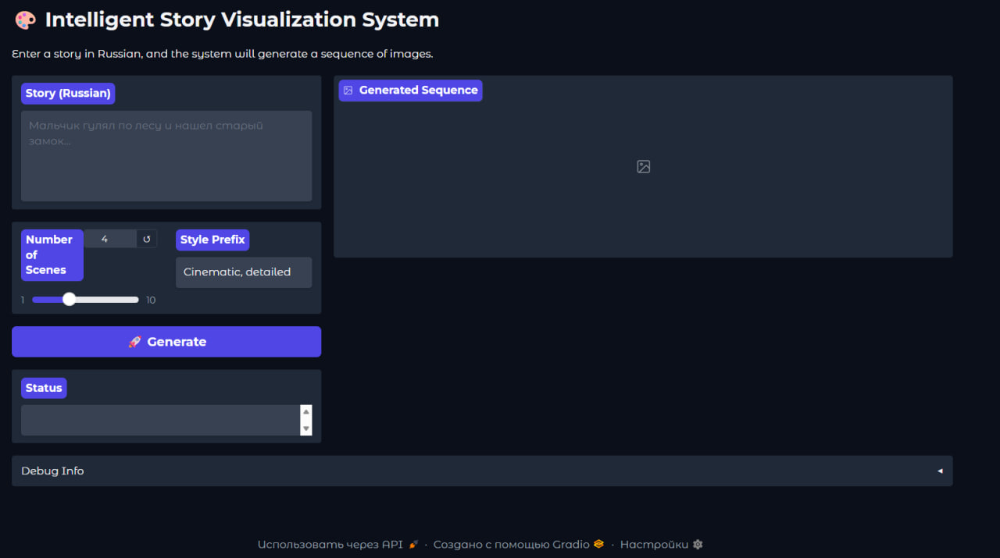 Intelligent Story Visualization System
Enter a story in Russian, and the system will generate a sequence of images.
Story (Russian)
Мальчик гулял по лесу и нашел старый
замок...
Generated Sequence
Number
of
Scenes
4
Style Prefix
Cinematic, detailed
1
10
Generate
Status
Debug Info
Использовать через API · Создано с помощью Gradio · Настройки